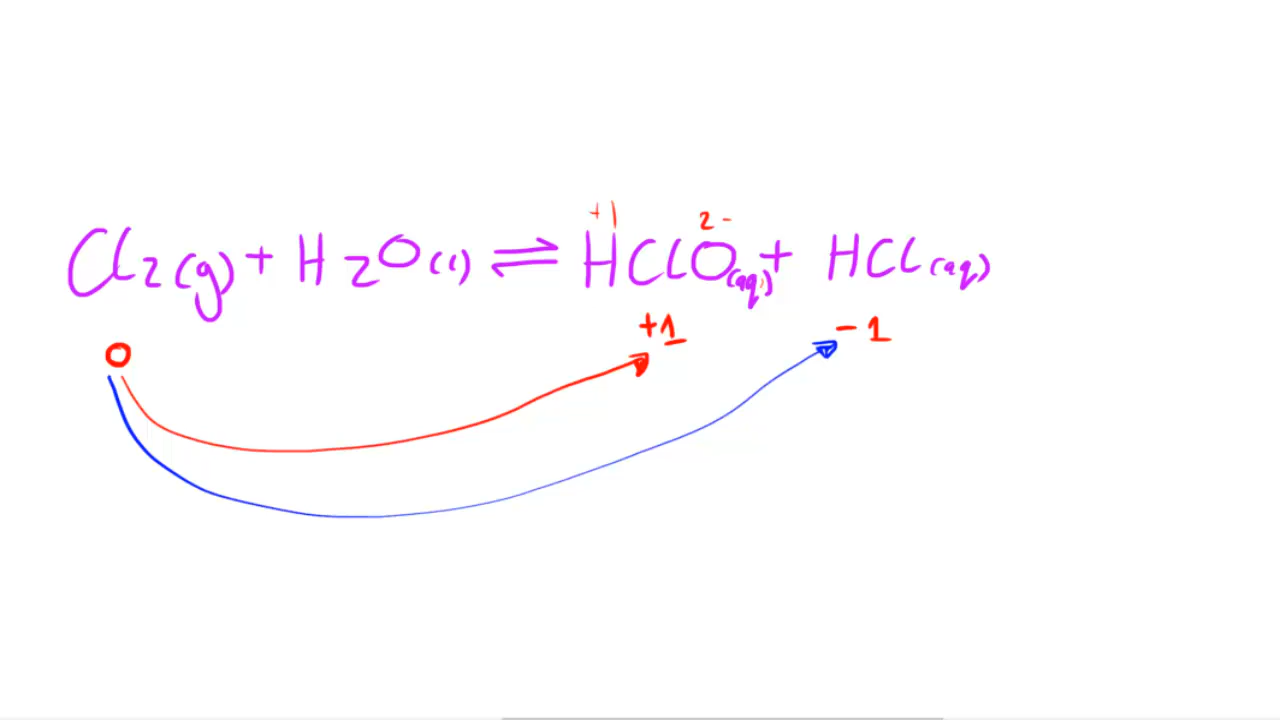 +1 2-
Cl2(g) + H2O(l) ⇌ HClO(aq) + HCl(aq)
+1 -1
0